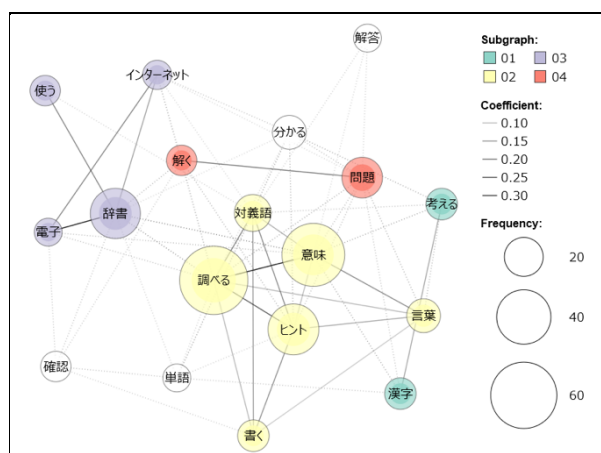 解答
インターネット
使う
分かる
解く
問題
考える
辞書
対義語
電子
意味
調べる
言葉
ヒント
確認
単語
漢字
書く
Subgraph:
01 03
02 04
Coefficient:
0.10
0.15
0.20
0.25
0.30
Frequency:
20
40
60